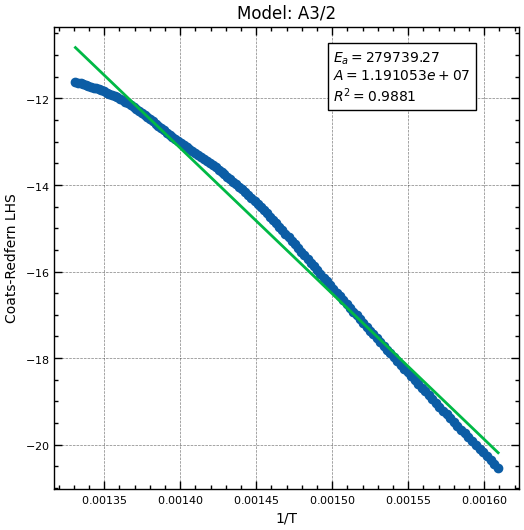 Model: A3/2
E_a = 279739.27
A = 1.191053e + 07
R^2 = 0.9881
Coats-Redfern LHS
−12
−14
−16
−18
−20
0.00135 0.00140 0.00145 0.00150 0.00155 0.00160
1/T